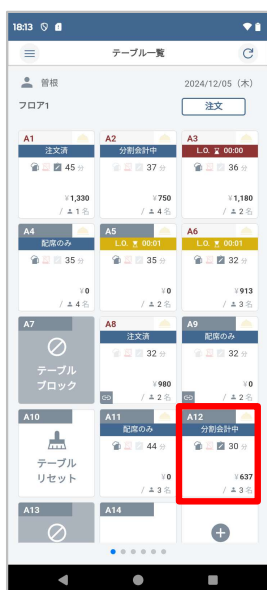 18:13
テーブル一覧
曽根
2024/12/05 (木)
フロア1
注文
A1
注文済
45 分
¥1,330
/ 1 名
A2
分割会計中
37 分
¥750
/ 4 名
A3
L.O. 00:00
36 分
¥1,180
/ 2 名
A4
配席のみ
35 分
¥0
/ 4 名
A5
L.O. 00:01
35 分
¥0
/ 2 名
A6
L.O. 00:01
32 分
¥913
/ 3 名
A7
テーブル
ブロック
A8
注文済
32 分
¥980
/ 2 名
A9
配席のみ
32 分
¥0
/ 2 名
A10
テーブル
リセット
A11
配席のみ
44 分
¥0
/ 3 名
A12
分割会計中
30 分
¥637
/ 3 名
A13
A14